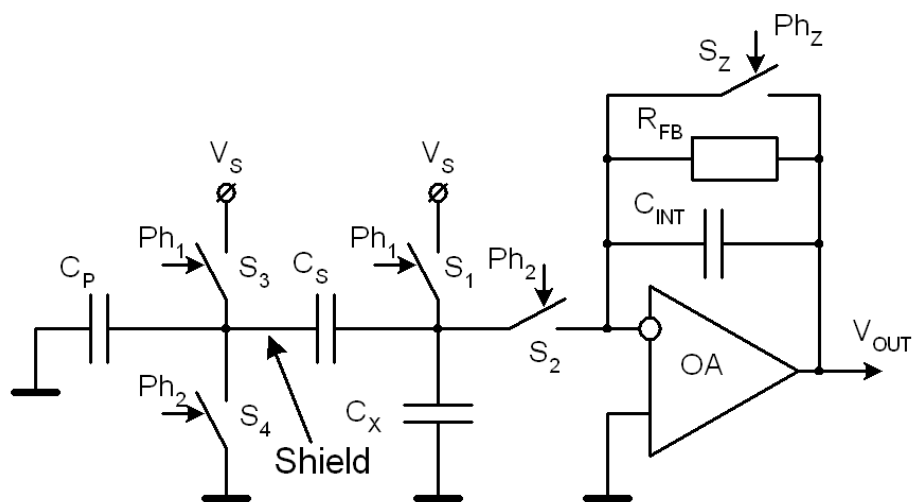 Ph_Z
S_Z
R_FB
V_S
V_S
C_INT
Ph_1
S_3
C_S
Ph_1
S_1
Ph_2
C_P
S_2
OA
V_OUT
Ph_2
S_4
C_X
Shield